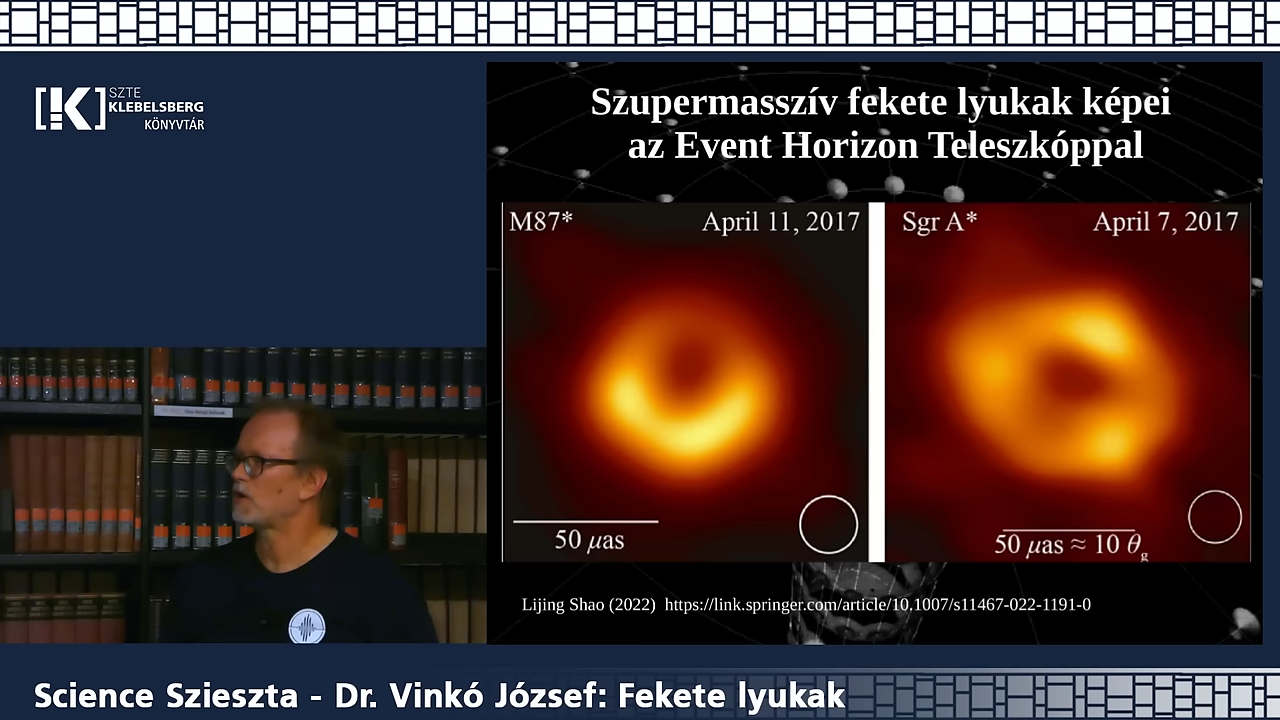 SZTE
KLEBELSBERG
KÖNYVTÁR
Szupermasszív fekete lyukak képei
az Event Horizon Teleszkóppal
M87* April 11, 2017
Sgr A* April 7, 2017
50 μas
50 μas ≈ 10 θg
Lijing Shao (2022) https://link.springer.com/article/10.1007/s11467-022-1191-0
Science Szieszta - Dr. Vinkó József: Fekete lyukak